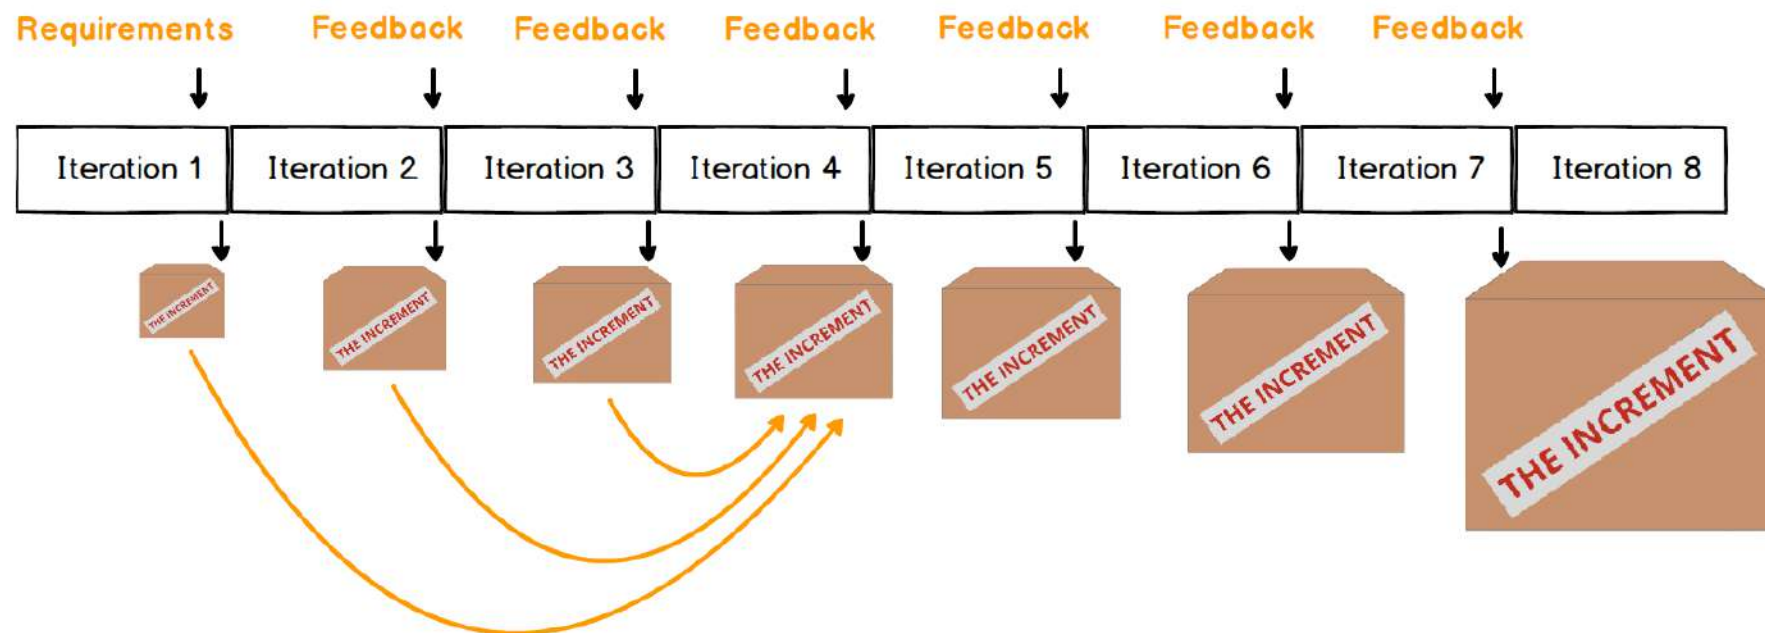 Requirements Feedback Feedback Feedback Feedback Feedback Feedback
Iteration 1 Iteration 2 Iteration 3 Iteration 4 Iteration 5 Iteration 6 Iteration 7 Iteration 8
THE INCREMENT
THE INCREMENT
THE INCREMENT
THE INCREMENT
THE INCREMENT
THE INCREMENT
THE INCREMENT